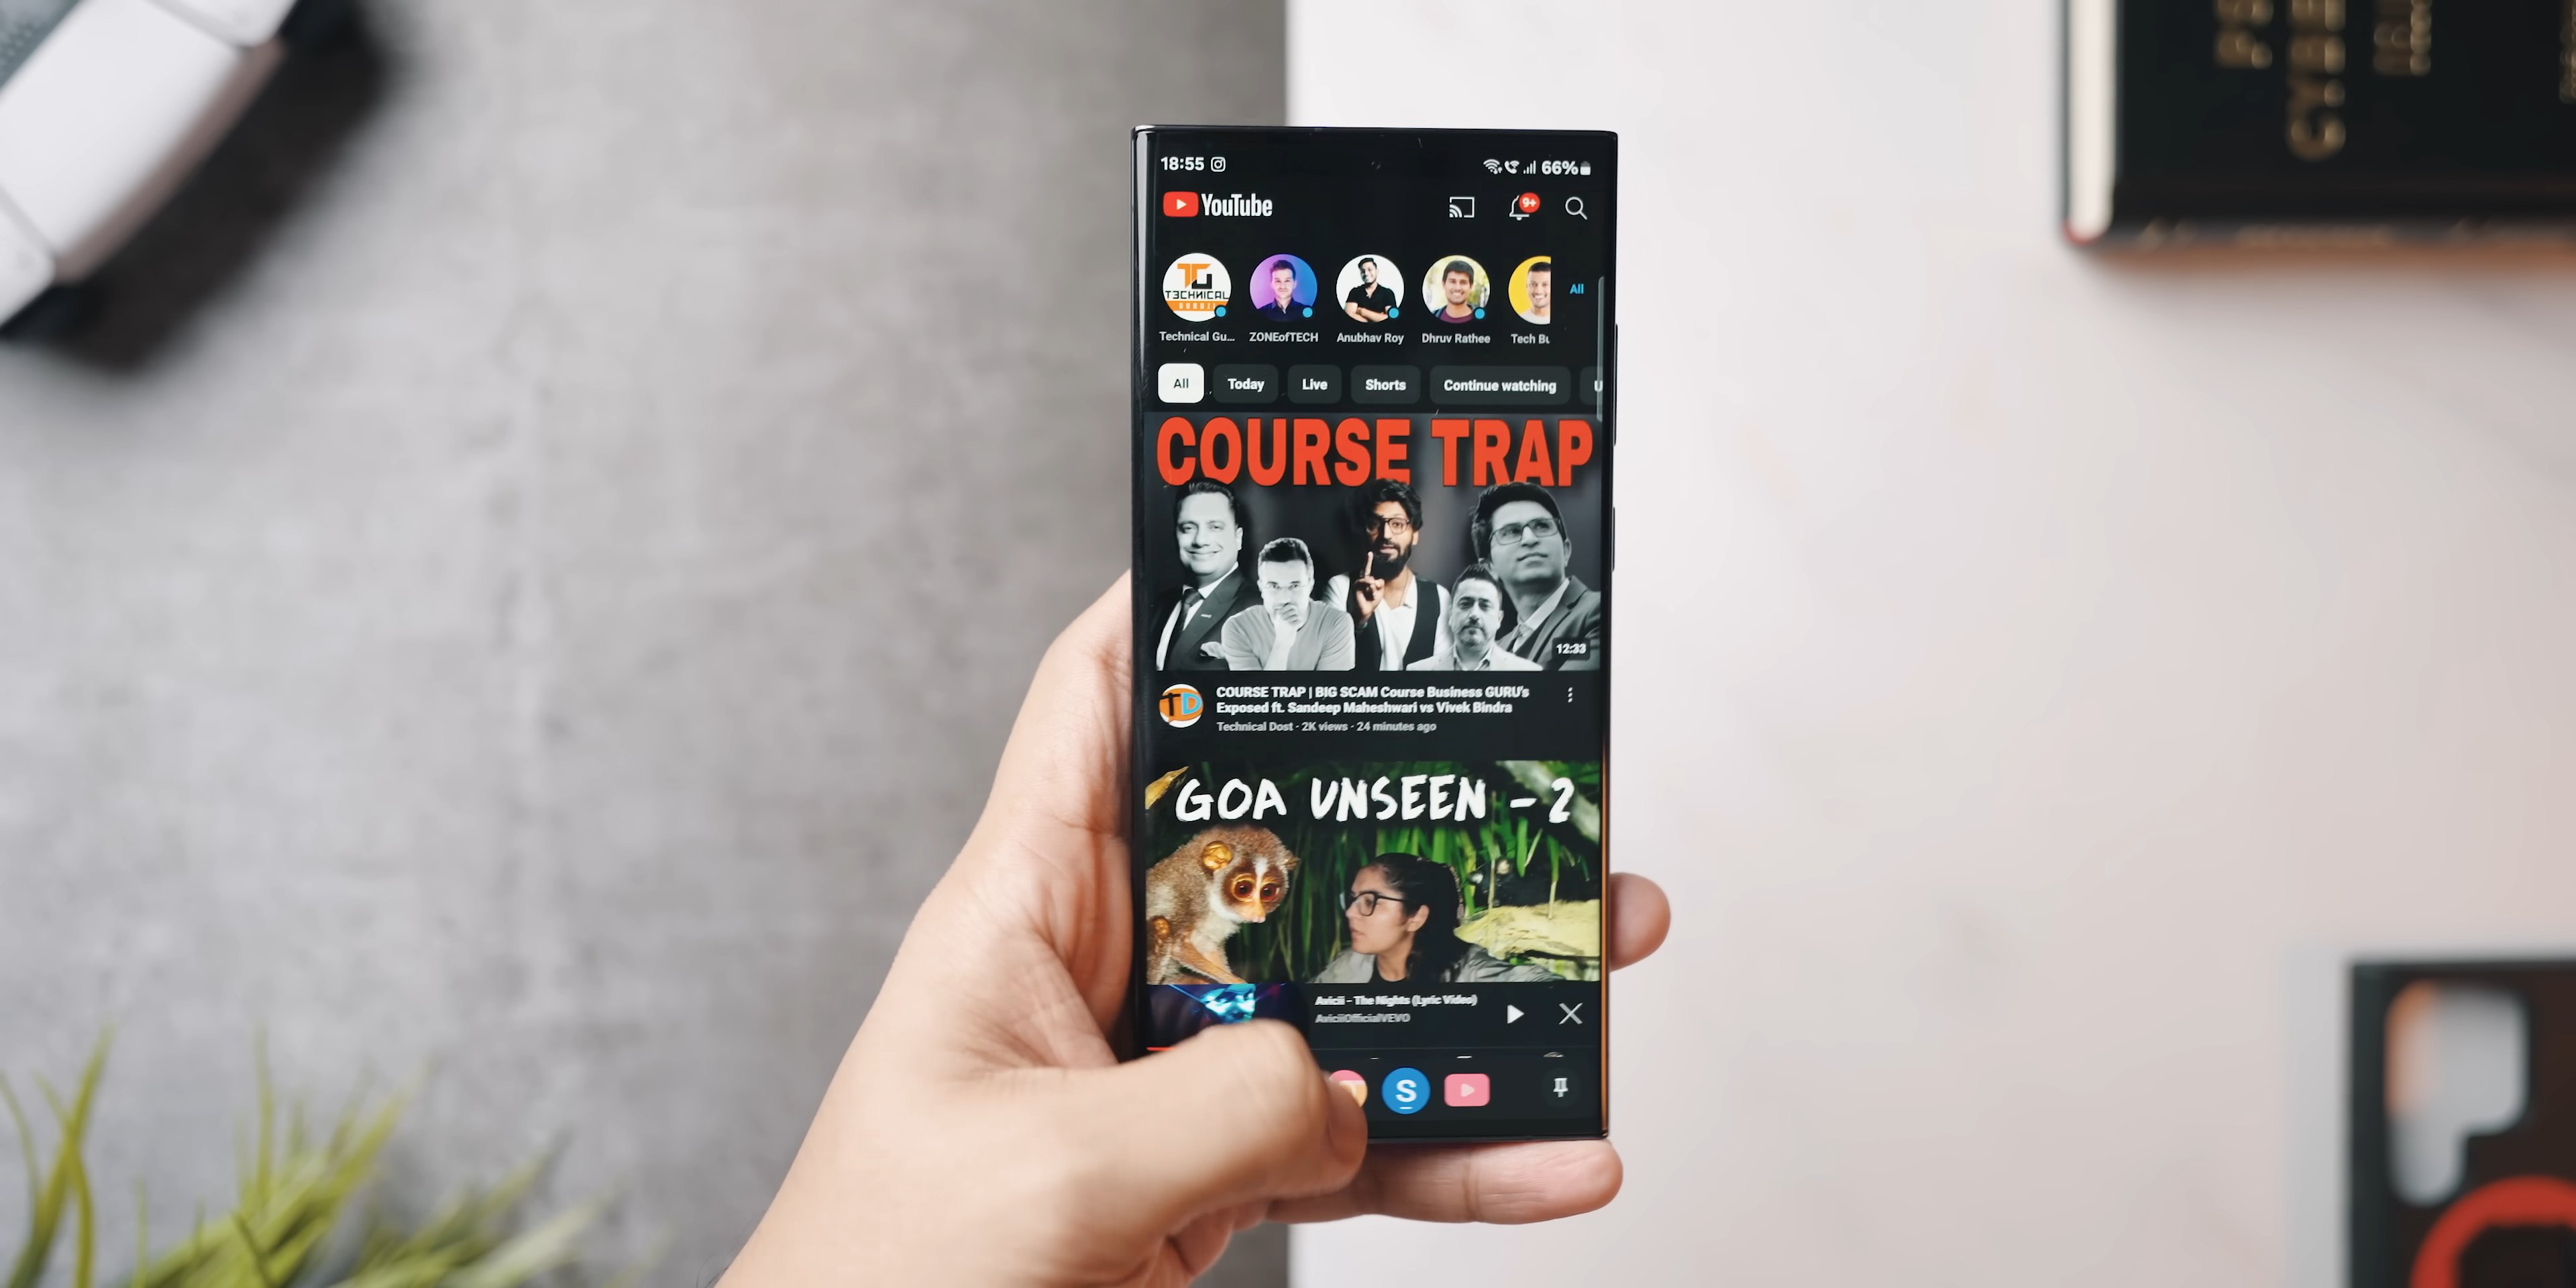 18:55 66%
YouTube 9+
TECHNICAL
Technical Gu... ZONEofTECH Anubhav Roy Dhruv Rathee Tech Bu
All
All Today Live Shorts Continue watching U
COURSE TRAP
12:33
TD
COURSE TRAP | BIG SCAM Course Business GURU's
Exposed ft. Sandeep Maheshwari vs Vivek Bindra
Technical Dost · 2K views · 24 minutes ago
GOA UNSEEN - 2
Avicii - The Nights (Lyric Video)
AviciiOfficialVEVO
S